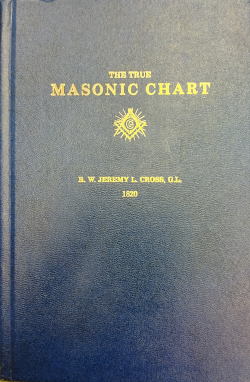 THE TRUE
MASONIC CHART
G
R. W. JEREMY L. CROSS, G.L.
1820